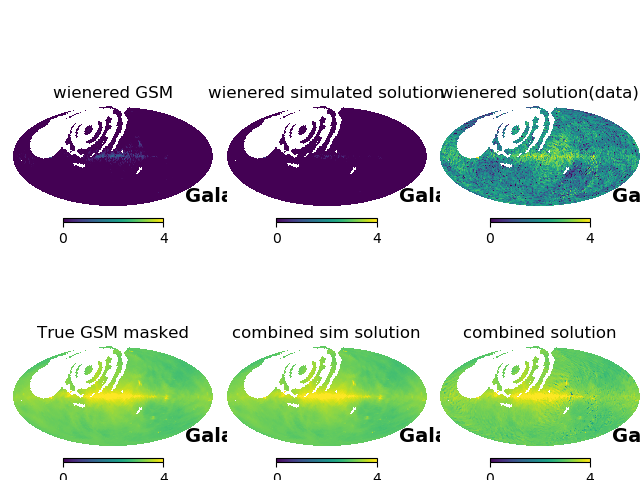 wienered GSM
wienered simulated solution
wienered solution(data)
Gala
Gala
Ga
0 4
0 4
0 4
True GSM masked
combined sim solution
combined solution
Gala
Gala
Ga
0 4
0 4
0 4